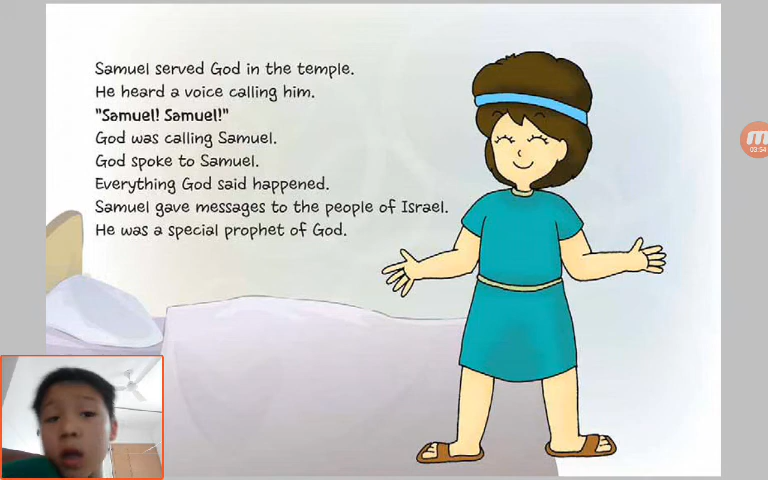 Samuel served God in the temple.
He heard a voice calling him.
"Samuel! Samuel!"
God was calling Samuel.
God spoke to Samuel.
Everything God said happened.
Samuel gave messages to the people of Israel.
He was a special prophet of God.
03:54